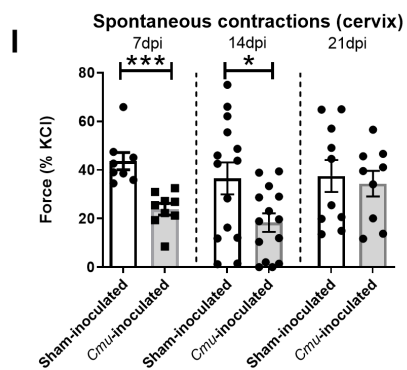 I
Spontaneous contractions (cervix)
7dpi 14dpi 21dpi
*** *
Force (% KCl)
80
60
40
20
0
Sham-inoculated
Cmu-inoculated
Sham-inoculated
Cmu-inoculated
Sham-inoculated
Cmu-inoculated